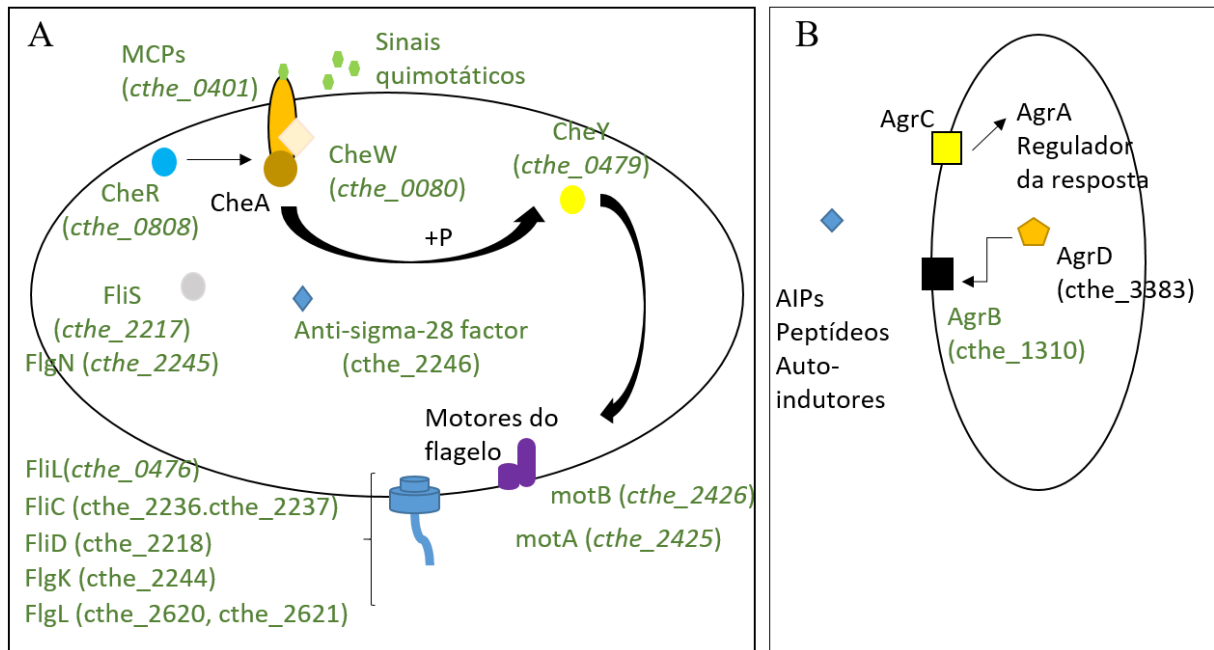 A
MCPs
(cthe_0401)
Sinais
quimotáticos
CheR
(cthe_0808)
CheA
CheW
(cthe_0080)
CheY
(cthe_0479)
+P
FliS
(cthe_2217)
FlgN (cthe_2245)
Anti-sigma-28 factor
(cthe_2246)
Motores do
flagelo
FliL(cthe_0476)
FliC (cthe_2236.cthe_2237)
FliD (cthe_2218)
FlgK (cthe_2244)
FlgL (cthe_2620, cthe_2621)
motB (cthe_2426)
motA (cthe_2425)
B
AgrC
AgrA
Regulador
da resposta
AgrD
(cthe_3383)
AgrB
(cthe_1310)
AIPs
Peptídeos
Auto-
indutores